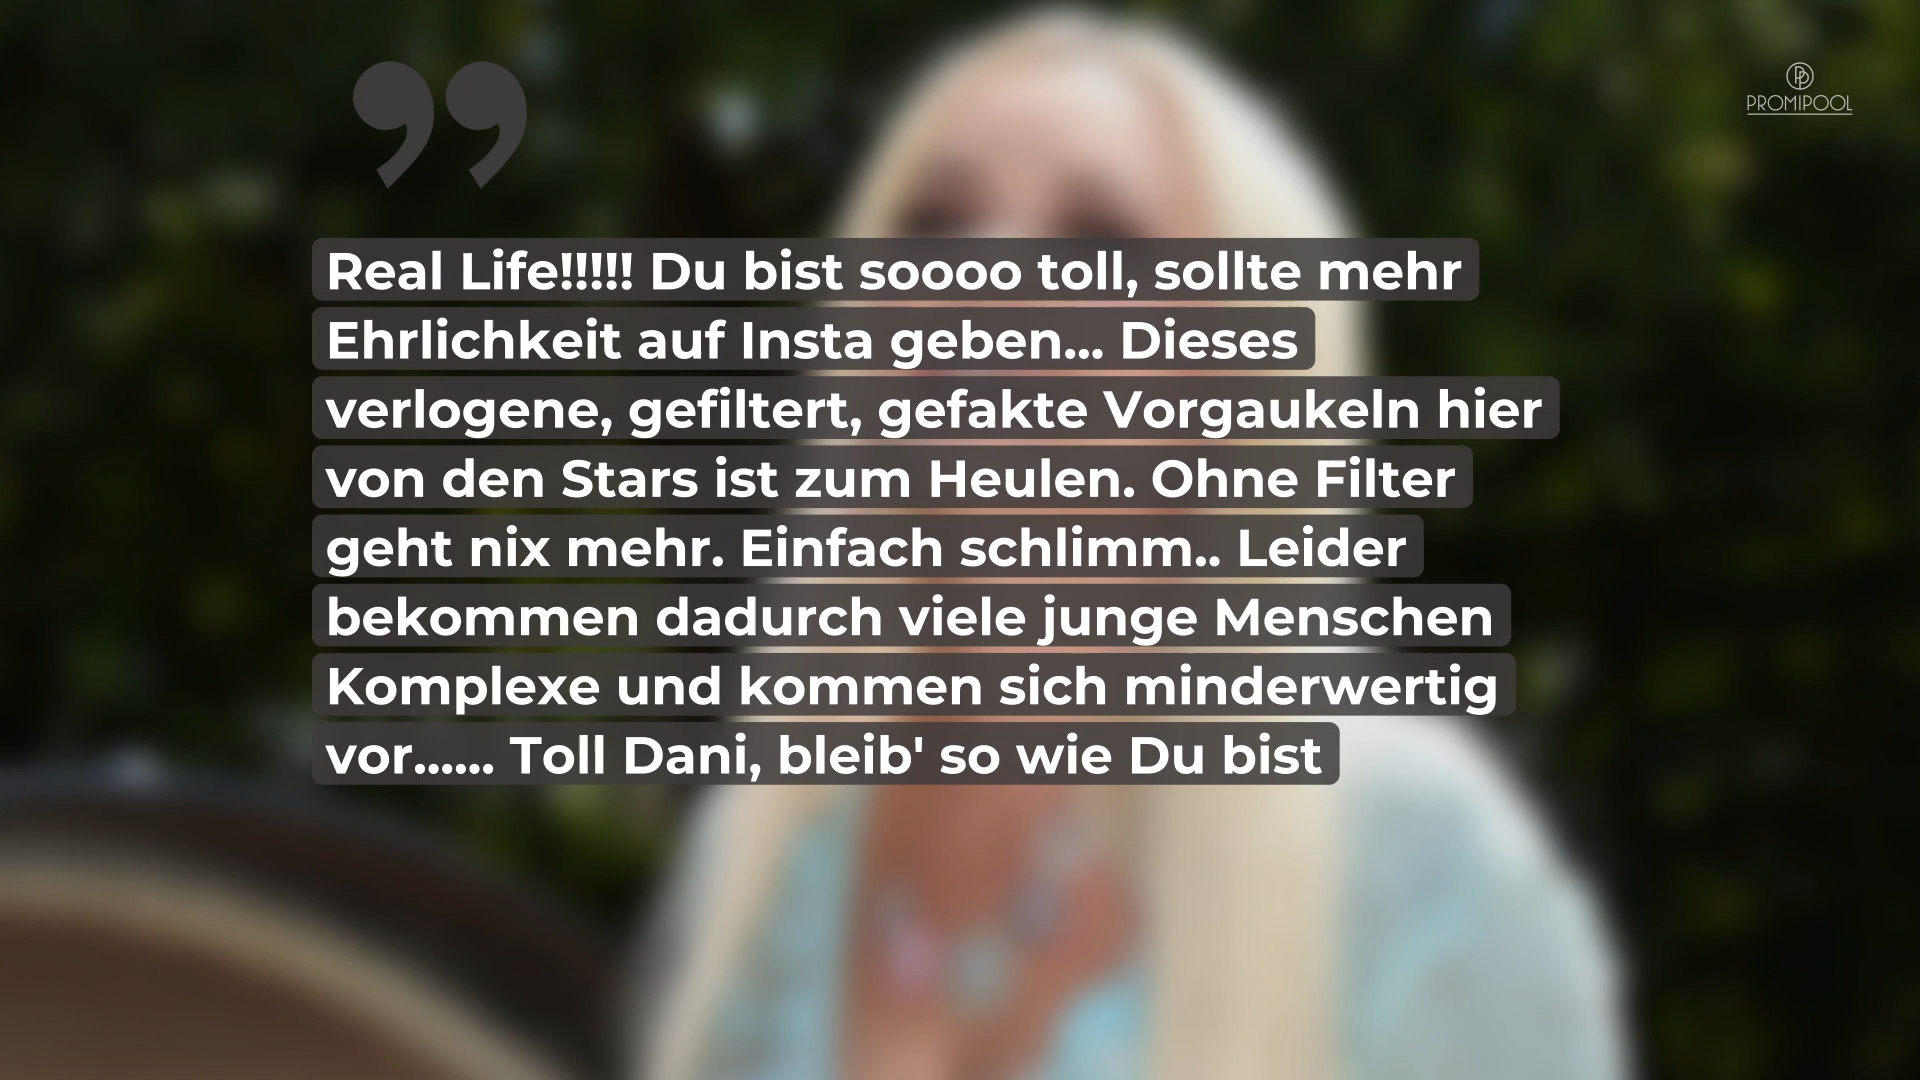 PROMIPOOL
Real Life!!!!! Du bist soooo toll, sollte mehr
Ehrlichkeit auf Insta geben... Dieses
verlogene, gefiltert, gefakte Vorgaukeln hier
von den Stars ist zum Heulen. Ohne Filter
geht nix mehr. Einfach schlimm.. Leider
bekommen dadurch viele junge Menschen
Komplexe und kommen sich minderwertig
vor...... Toll Dani, bleib' so wie Du bist